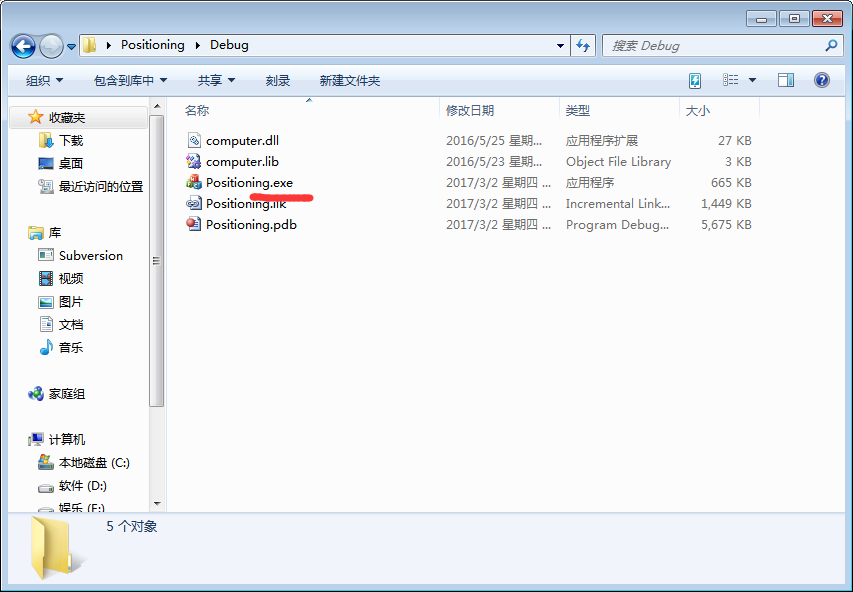 Positioning Debug
搜索 Debug
组织 包含到库中 共享 刻录 新建文件夹
名称 修改日期 类型 大小
computer.dll 2016/5/25 星期... 应用程序扩展 27 KB
computer.lib 2016/5/23 星期... Object File Library 3 KB
Positioning.exe 2017/3/2 星期四 ... 应用程序 665 KB
Positioning.ilk 2017/3/2 星期四 ... Incremental Link... 1,449 KB
Positioning.pdb 2017/3/2 星期四 ... Program Debug... 5,675 KB
收藏夹
下载
桌面
最近访问的位置
库
Subversion
视频
图片
文档
音乐
家庭组
计算机
本地磁盘 (C:)
软件 (D:)
娱乐 (E:)
5 个对象